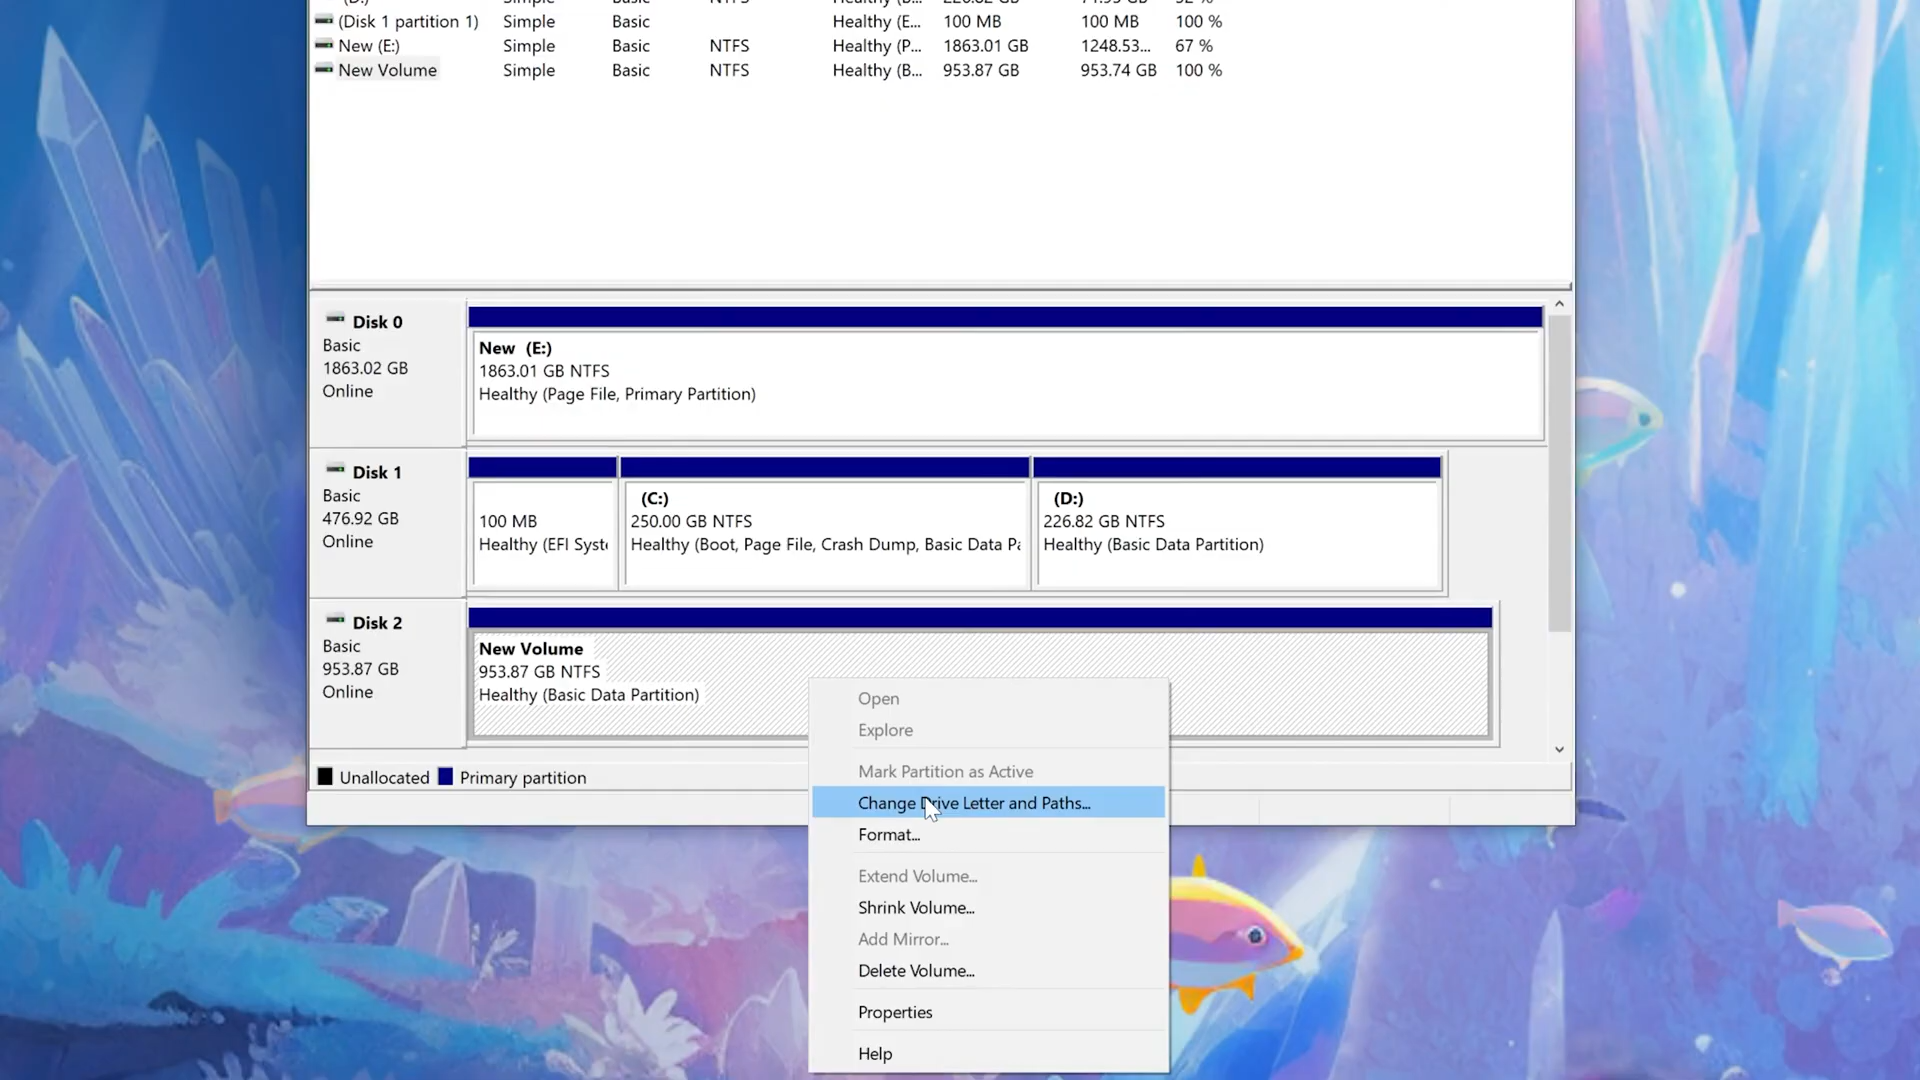 (Disk 1 partition 1) Simple Basic Healthy (E... 100 MB 100 MB 100 %
New (E:) Simple Basic NTFS Healthy (P... 1863.01 GB 1248.53... 67 %
New Volume Simple Basic NTFS Healthy (B... 953.87 GB 953.74 GB 100 %
Disk 0
Basic
1863.02 GB
Online
New (E:)
1863.01 GB NTFS
Healthy (Page File, Primary Partition)
Disk 1
Basic
476.92 GB
Online
100 MB
Healthy (EFI Syste
(C:)
250.00 GB NTFS
Healthy (Boot, Page File, Crash Dump, Basic Data Pa
(D:)
226.82 GB NTFS
Healthy (Basic Data Partition)
Disk 2
Basic
953.87 GB
Online
New Volume
953.87 GB NTFS
Healthy (Basic Data Partition)
Unallocated Primary partition
Open
Explore
Mark Partition as Active
Change Drive Letter and Paths...
Format...
Extend Volume...
Shrink Volume...
Add Mirror...
Delete Volume...
Properties
Help